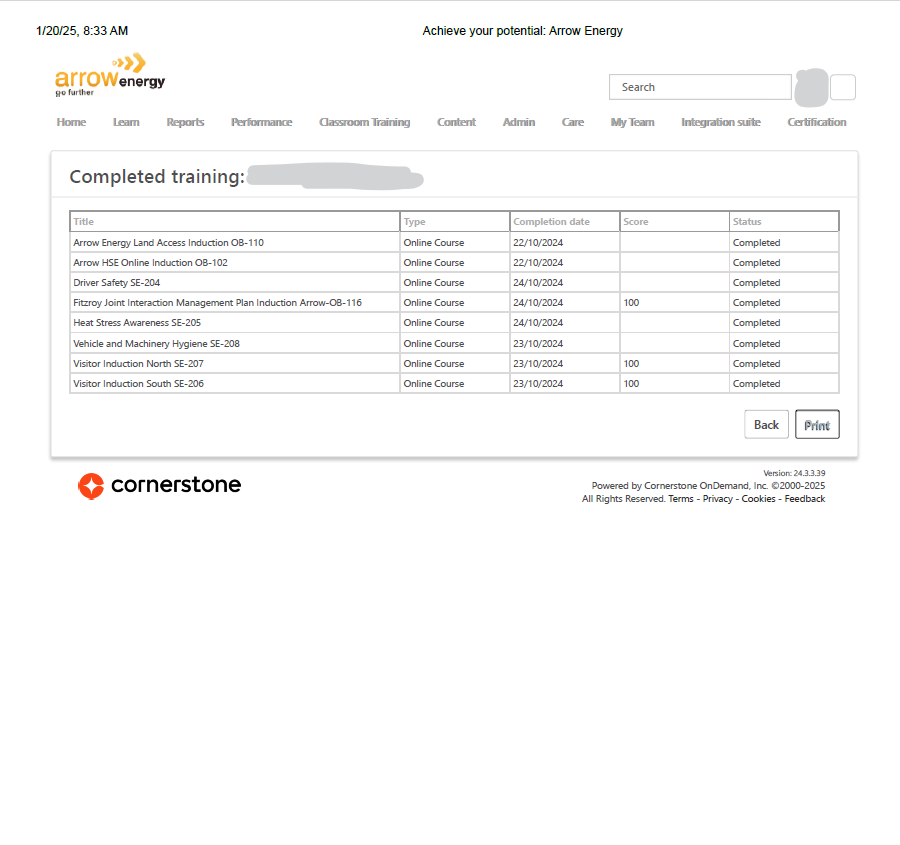 1/20/25, 8:33 AM Achieve your potential: Arrow Energy
arrow energy
go further
Search
Home Learn Reports Performance Classroom Training Content Admin Care My Team Integration suite Certification
Completed training:
Title Type Completion date Score Status
Arrow Energy Land Access Induction OB-110 Online Course 22/10/2024 Completed
Arrow HSE Online Induction OB-102 Online Course 22/10/2024 Completed
Driver Safety SE-204 Online Course 24/10/2024 Completed
Fitzroy Joint Interaction Management Plan Induction Arrow-OB-116 Online Course 24/10/2024 100 Completed
Heat Stress Awareness SE-205 Online Course 24/10/2024 Completed
Vehicle and Machinery Hygiene SE-208 Online Course 23/10/2024 Completed
Visitor Induction North SE-207 Online Course 23/10/2024 100 Completed
Visitor Induction South SE-206 Online Course 23/10/2024 100 Completed
Back Print
cornerstone
Version: 24.3.3.39
Powered by Cornerstone OnDemand, Inc. ©2000-2025
All Rights Reserved. Terms - Privacy - Cookies - Feedback